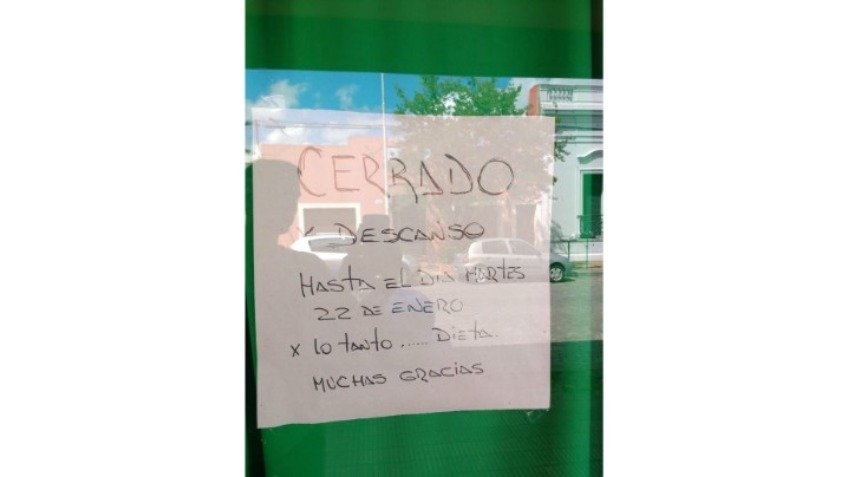 CERRADO
X DESCANSO
HASTA EL DIA MARTES
22 DE ENERO
x lo tanto ...... DIETA.
MUCHAS GRACIAS